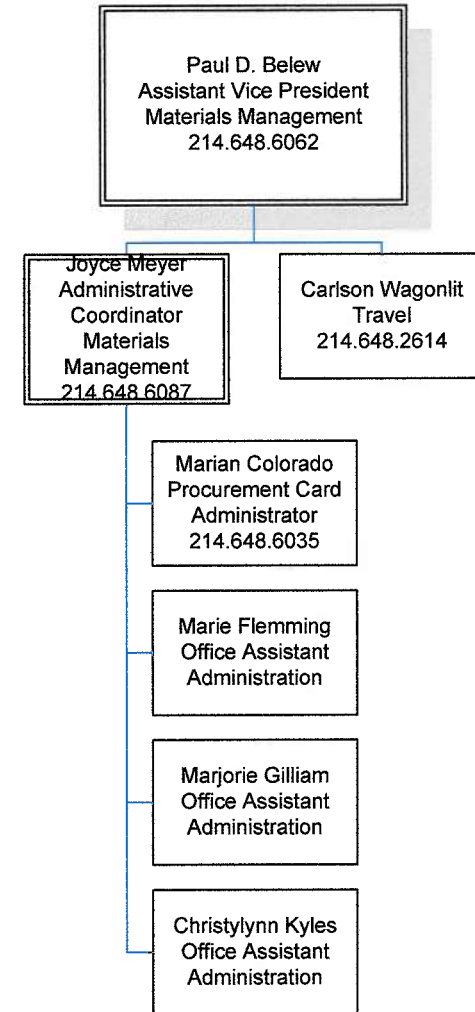 Paul D. Belew
Assistant Vice President
Materials Management
214.648.6062
Joyce Meyer
Administrative
Coordinator
Materials
Management
214.648.6087
Carlson Wagonlit
Travel
214.648.2614
Marian Colorado
Procurement Card
Administrator
214.648.6035
Marie Flemming
Office Assistant
Administration
Marjorie Gilliam
Office Assistant
Administration
Christylynn Kyles
Office Assistant
Administration